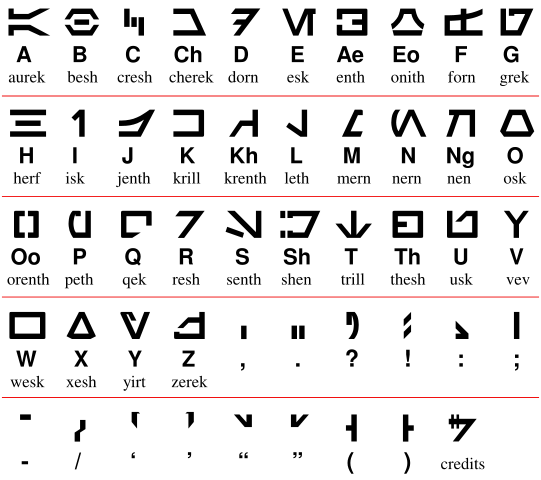 A B C Ch D E Ae Eo F G
aurek besh cresh cherek dorn esk enth onith forn grek
H I J K Kh L M N Ng O
herf isk jenth krill krenth leth mern nern nen osk
Oo P Q R S Sh T Th U V
orenth peth qek resh senth shen trill thesh usk vev
W X Y Z , . ? ! : ;
wesk xesh yirt zerek
- / ‘ ’ “ ” ( )
credits